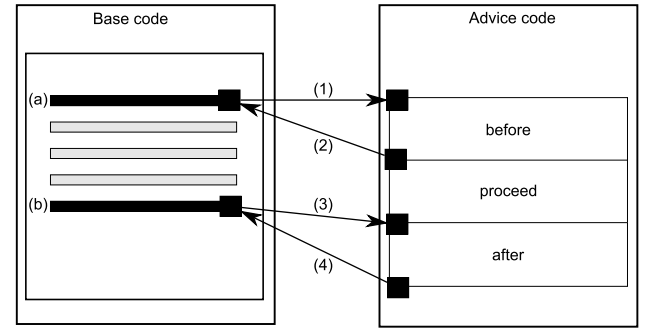 Base code
Advice code
(a)
(1)
before
(2)
proceed
(b)
(3)
after
(4)